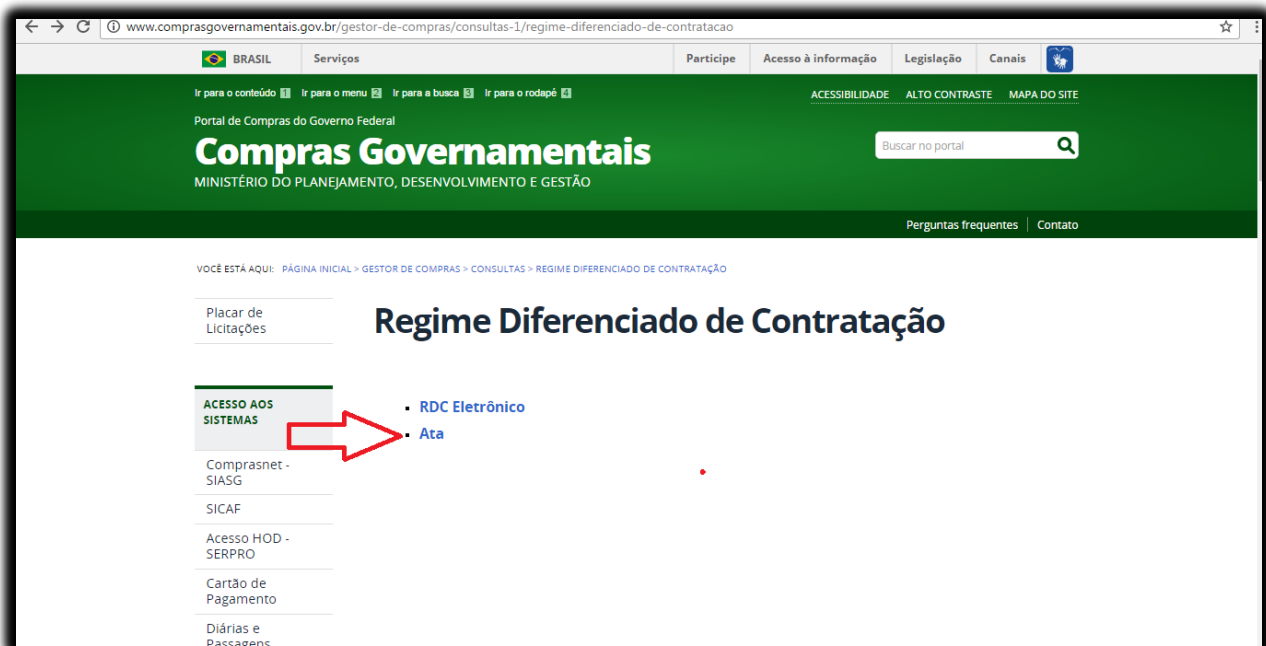 www.comprasgovernamentais.gov.br/gestor-de-compras/consultas-1/regime-diferenciado-de-contratacao
BRASIL Serviços Participe Acesso à informação Legislação Canais
Ir para o conteúdo 1 Ir para o menu 2 Ir para a busca 3 Ir para o rodapé 4 ACESSIBILIDADE ALTO CONTRASTE MAPA DO SITE
Portal de Compras do Governo Federal
Compras Governamentais
Buscar no portal
MINISTÉRIO DO PLANEJAMENTO, DESENVOLVIMENTO E GESTÃO
Perguntas frequentes Contato
VOCÊ ESTÁ AQUI: PÁGINA INICIAL > GESTOR DE COMPRAS > CONSULTAS > REGIME DIFERENCIADO DE CONTRATAÇÃO
Placar de
Licitações
Regime Diferenciado de Contratação
ACESSO AOS
SISTEMAS
RDC Eletrônico
Ata
Comprasnet -
SIASG
SICAF
Acesso HOD -
SERPRO
Cartão de
Pagamento
Diárias e
Passagens